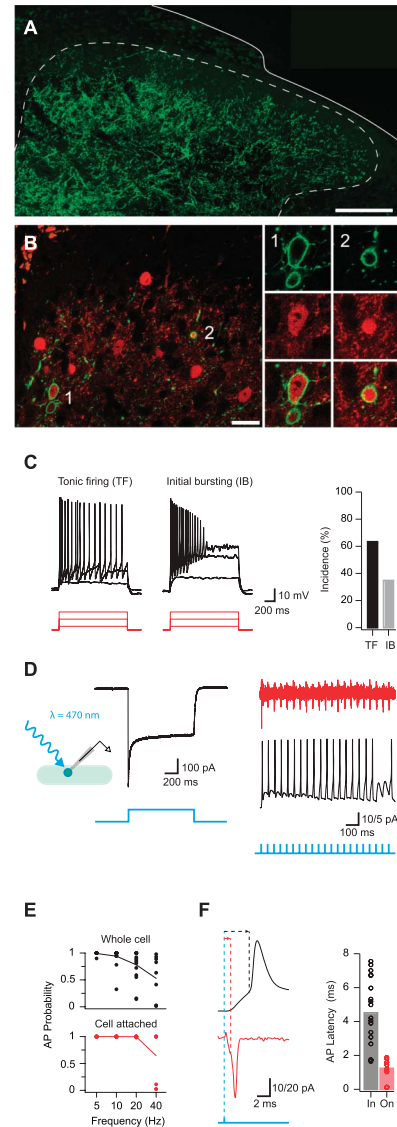 A
B
1
2
1
2
C
Tonic firing (TF)
Initial bursting (IB)
10 mV
200 ms
Incidence (%)
100
80
60
40
20
0
TF IB
D
λ = 470 nm
100 pA
200 ms
10/5 pA
100 ms
E
Whole cell
1
0.5
0
AP Probability
Cell attached
1
0.5
0
5 10 20 40
Frequency (Hz)
F
10/20 pA
2 ms
AP Latency (ms)
8
6
4
2
0
In On